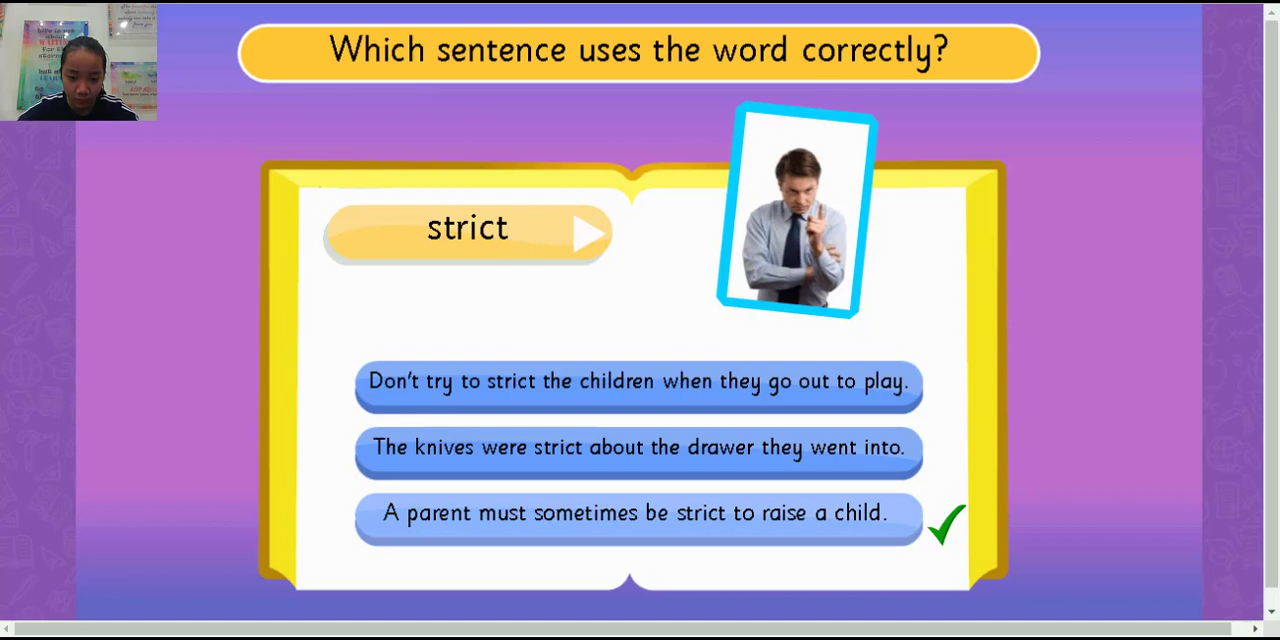 Which sentence uses the word correctly?
strict
Don't try to strict the children when they go out to play.
The knives were strict about the drawer they went into.
A parent must sometimes be strict to raise a child.